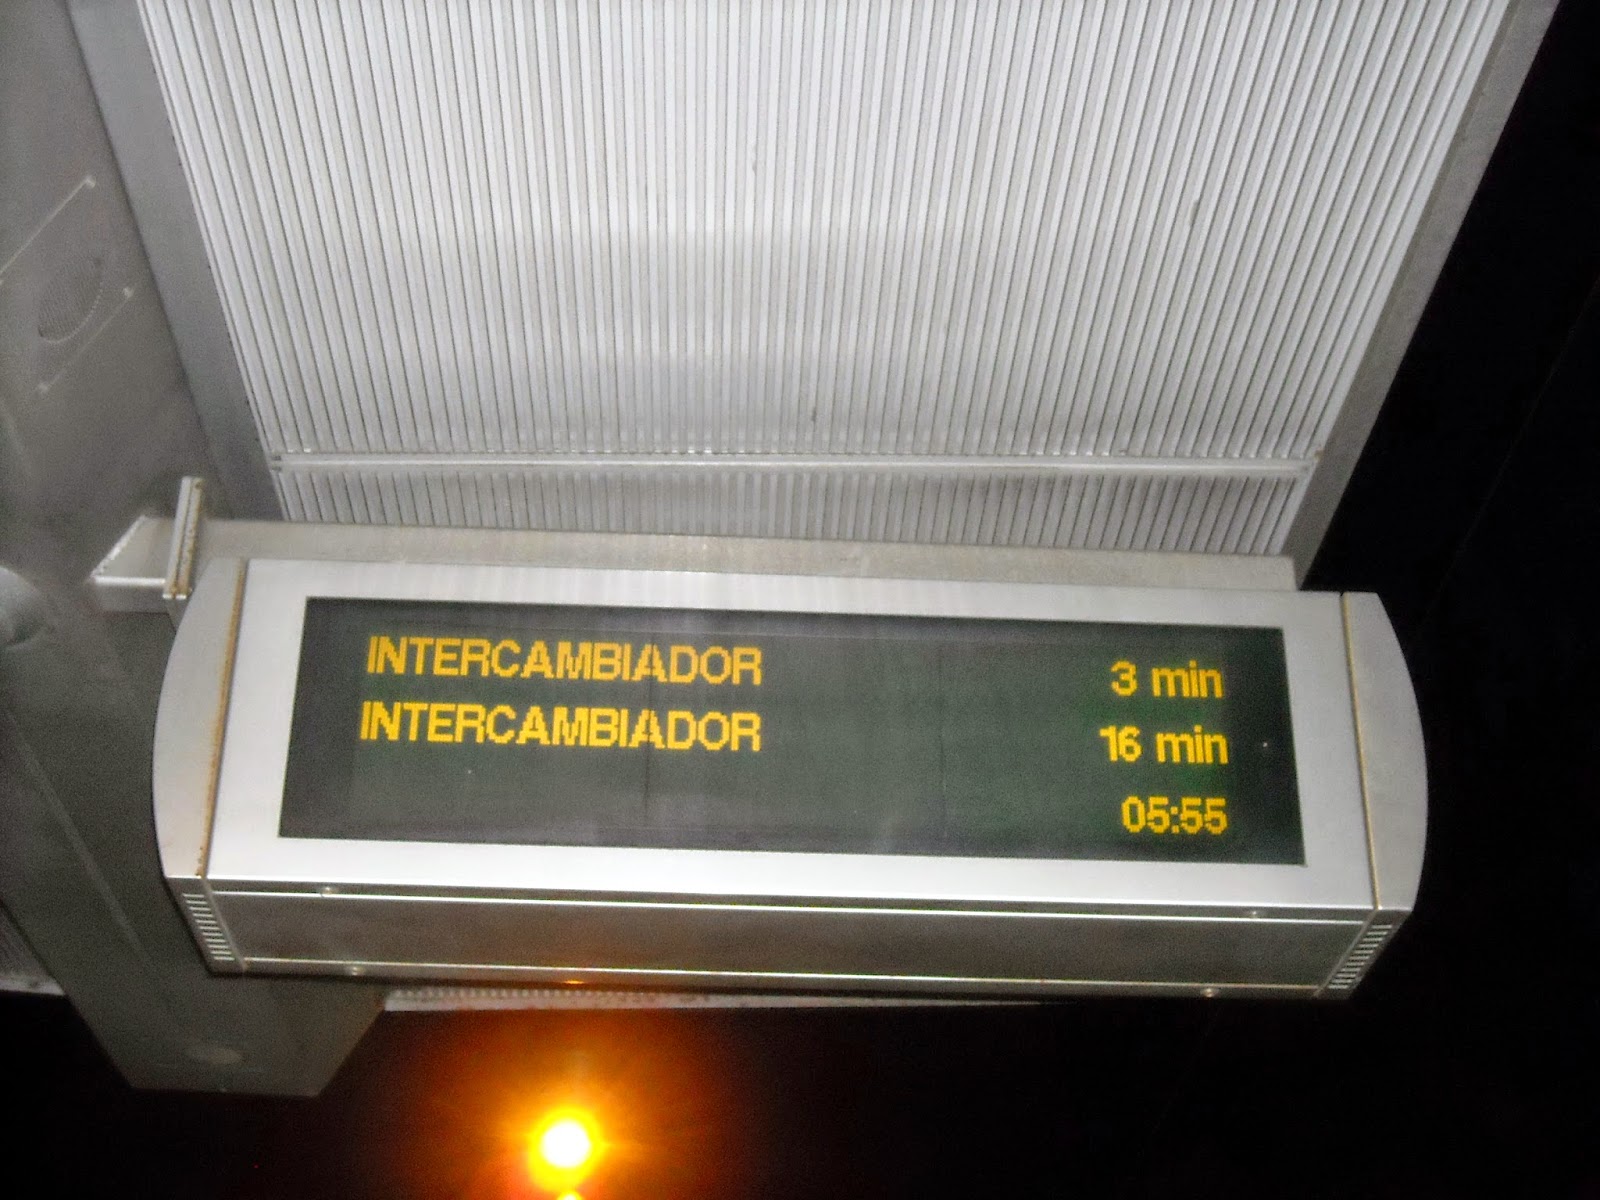 INTERCAMBIADOR 3 min
INTERCAMBIADOR 16 min
05:55